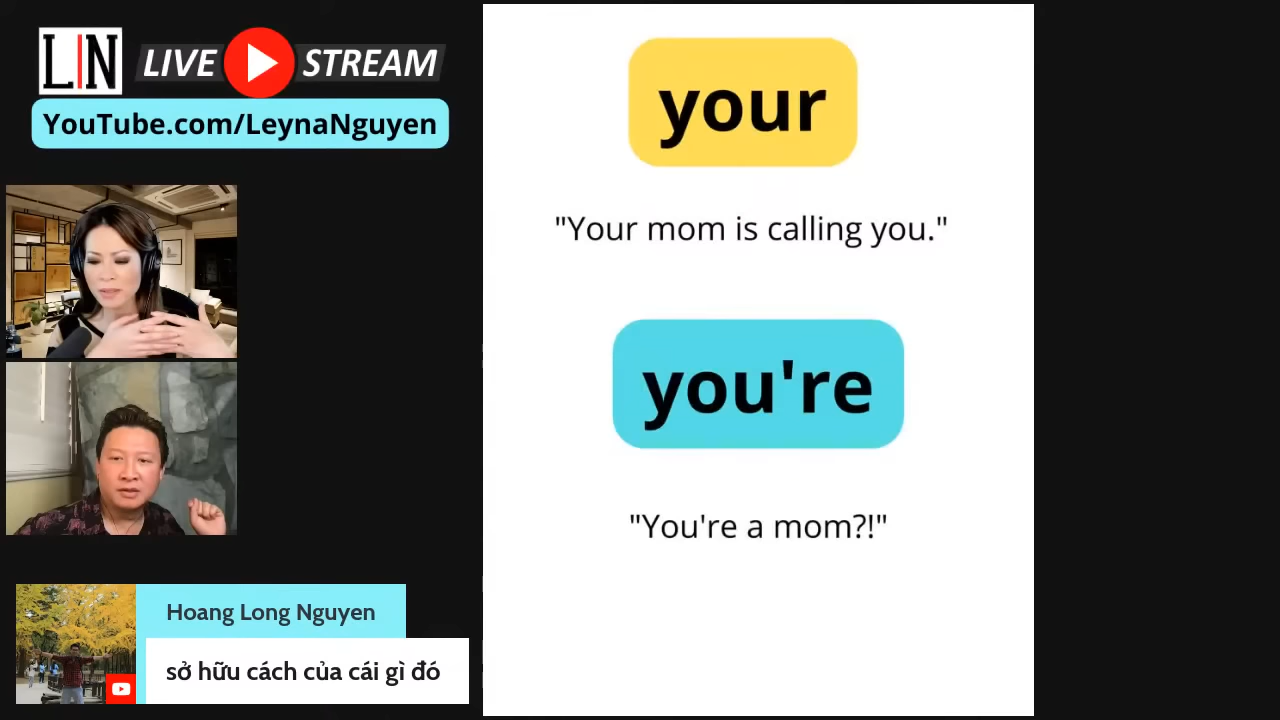 LIN LIVE STREAM
YouTube.com/LeynaNguyen
your
"Your mom is calling you."
you're
"You're a mom?!"
Hoang Long Nguyen
sở hữu cách của cái gì đó